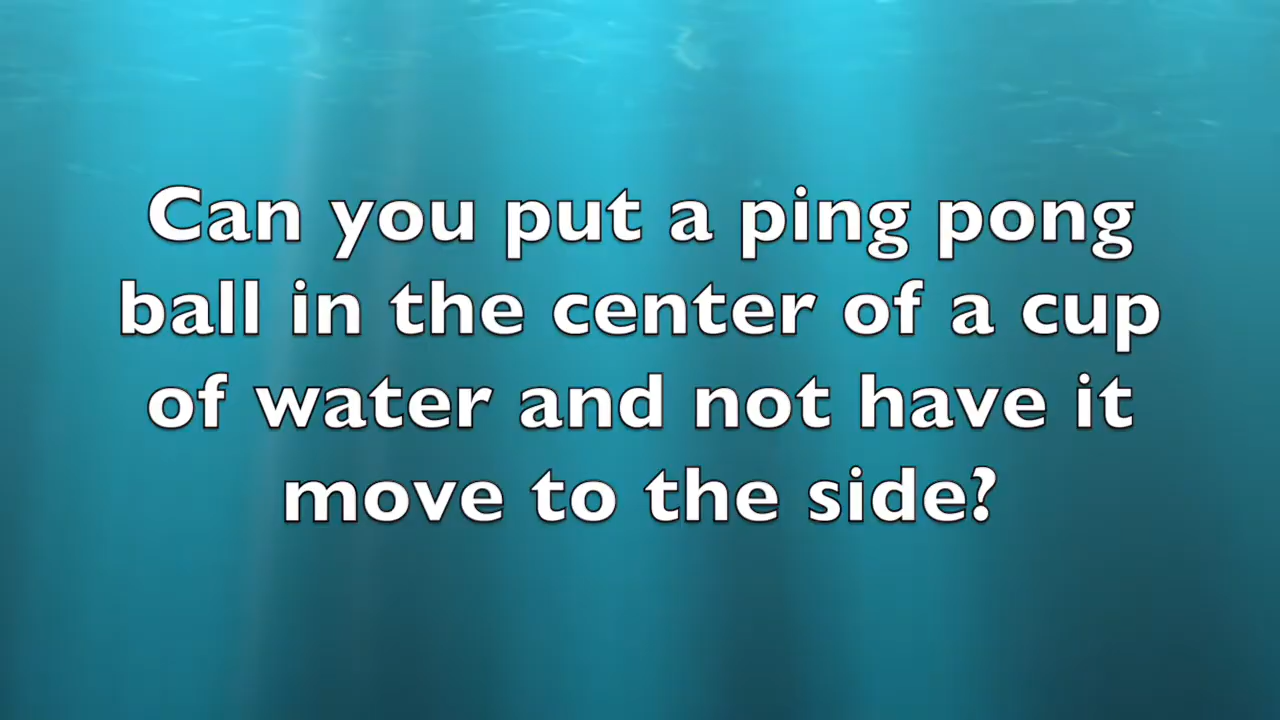 Can you put a ping pong
ball in the center of a cup
of water and not have it
move to the side?